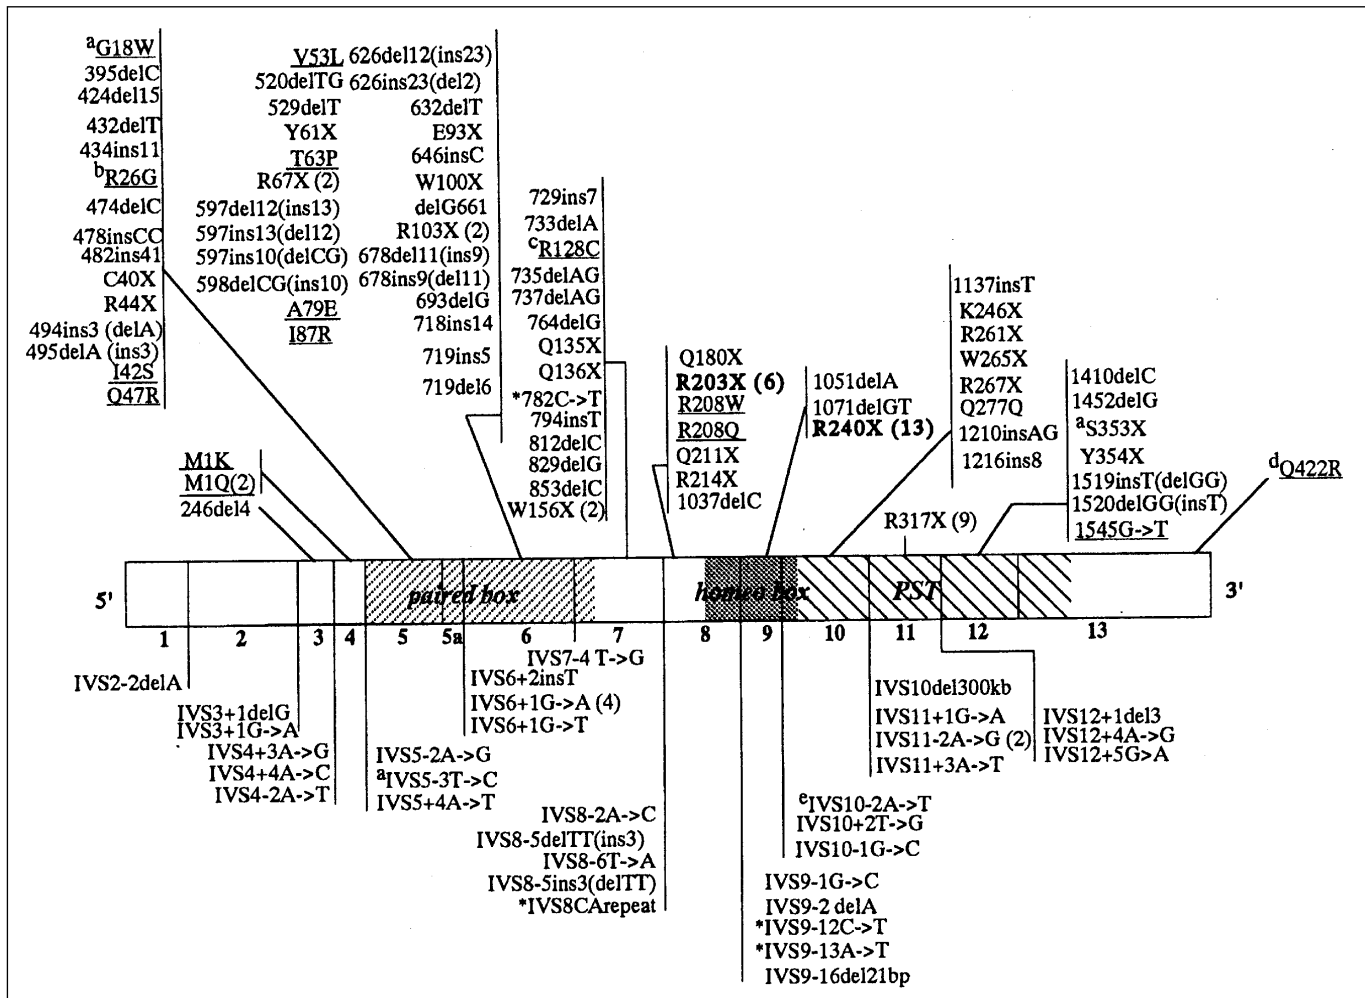 aG18W
395delC
424del15
432delT
434ins11
bR26G
474delC
478insCC
482ins41
C40X
R44X
494ins3 (delA)
495delA (ins3)
I42S
Q47R
M1K
M1Q(2)
246del4
V53L
520delTG
529delT
Y61X
T63P
R67X (2)
597del12(ins13)
597ins13(del12)
597ins10(delCG)
598delCG(ins10)
A79E
I87R
626del12(ins23)
626ins23(del2)
632delT
E93X
646insC
W100X
delG661
R103X (2)
678del11(ins9)
678ins9(del11)
693delG
718ins14
719ins5
719del6
729ins7
733delA
cR128C
735delAG
737delAG
764delG
Q135X
Q136X
*782C->T
794insT
812delC
829delG
853delC
W156X (2)
Q180X
R203X (6)
R208W
R208Q
Q211X
R214X
1037delC
1051delA
1071delGT
R240X (13)
1137insT
K246X
R261X
W265X
R267X
Q277Q
1210insAG
1216ins8
R317X (9)
1410delC
1452delG
aS353X
Y354X
1519insT(delGG)
1520delGG(insT)
1545G->T
dQ422R
5' paired box homeo box PST 3'
1 2 3 4 5 5a 6 7 8 9 10 11 12 13
IVS2-2delA
IVS3+1delG
IVS3+1G->A
IVS4+3A->G
IVS4+4A->C
IVS4-2A->T
IVS5-2A->G
aIVS5-3T->C
IVS5+4A->T
IVS6+2insT
IVS6+1G->A (4)
IVS6+1G->T
IVS7-4 T->G
IVS8-2A->C
IVS8-5delTT(ins3)
IVS8-6T->A
IVS8-5ins3(delTT)
*IVS8CArepeat
IVS9-1G->C
IVS9-2 delA
*IVS9-12C->T
*IVS9-13A->T
IVS9-16del21bp
eIVS10-2A->T
IVS10+2T->G
IVS10-1G->C
IVS10del300kb
IVS11+1G->A
IVS11-2A->G (2)
IVS11+3A->T
IVS12+1del3
IVS12+4A->G
IVS12+5G>A